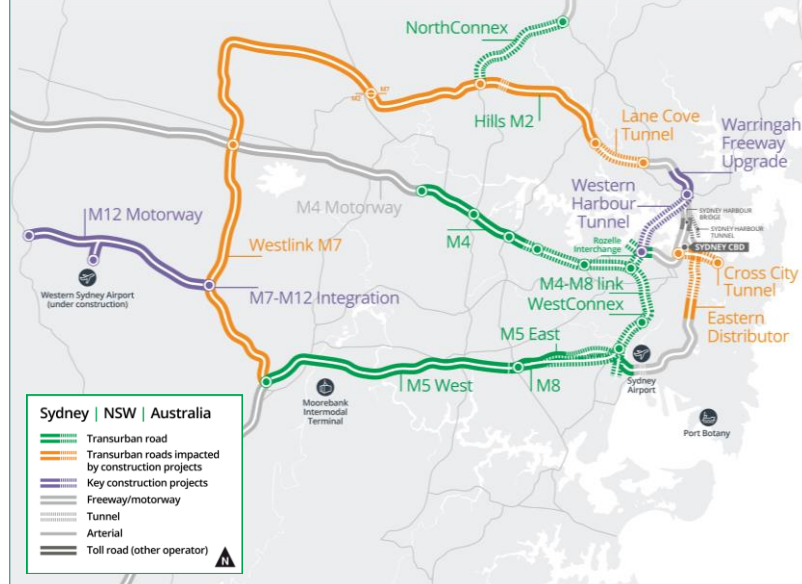 NorthConnex
M7
M2
Hills M2
Lane Cove
Tunnel
Warringah
Freeway
Upgrade
Western
Harbour
Tunnel
SYDNEY HARBOUR
BRIDGE
SYDNEY HARBOUR
TUNNEL
SYDNEY CBD
Rozelle
Interchange
M12 Motorway
M4 Motorway
M4
Westlink M7
Western Sydney Airport
(under construction)
M7-M12 Integration
M4-M8 link
WestConnex
Cross City
Tunnel
Eastern
Distributor
M5 East
M5 West
M8
Sydney
Airport
Moorebank
Intermodal
Terminal
Port Botany
Sydney | NSW | Australia
Transurban road
Transurban roads impacted
by construction projects
Key construction projects
Freeway/motorway
Tunnel
Arterial
Toll road (other operator)
N